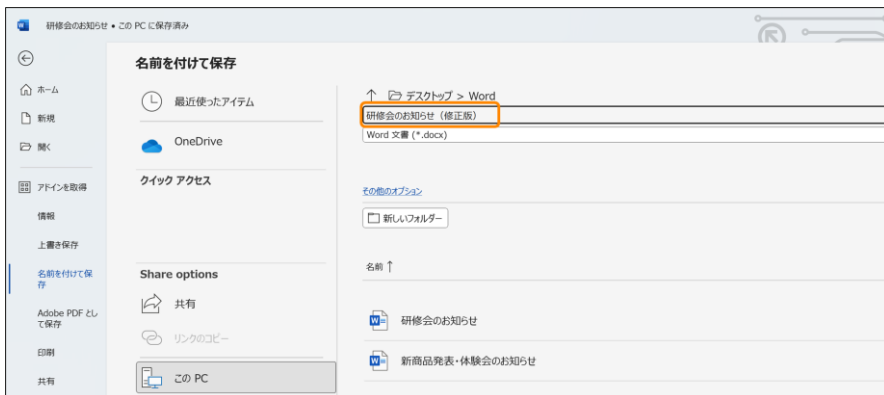 研修会のお知らせ • この PC に保存済み
名前を付けて保存
ホーム
新規
開く
アドインを取得
情報
上書き保存
名前を付けて保
存
Adobe PDF とし
て保存
印刷
共有
最近使ったアイテム
OneDrive
クイック アクセス
Share options
共有
リンクのコピー
この PC
↑ デスクトップ > Word
研修会のお知らせ（修正版）
Word 文書 (*.docx)
その他のオプション
新しいフォルダー
名前 ↑
研修会のお知らせ
新商品発表・体験会のお知らせ